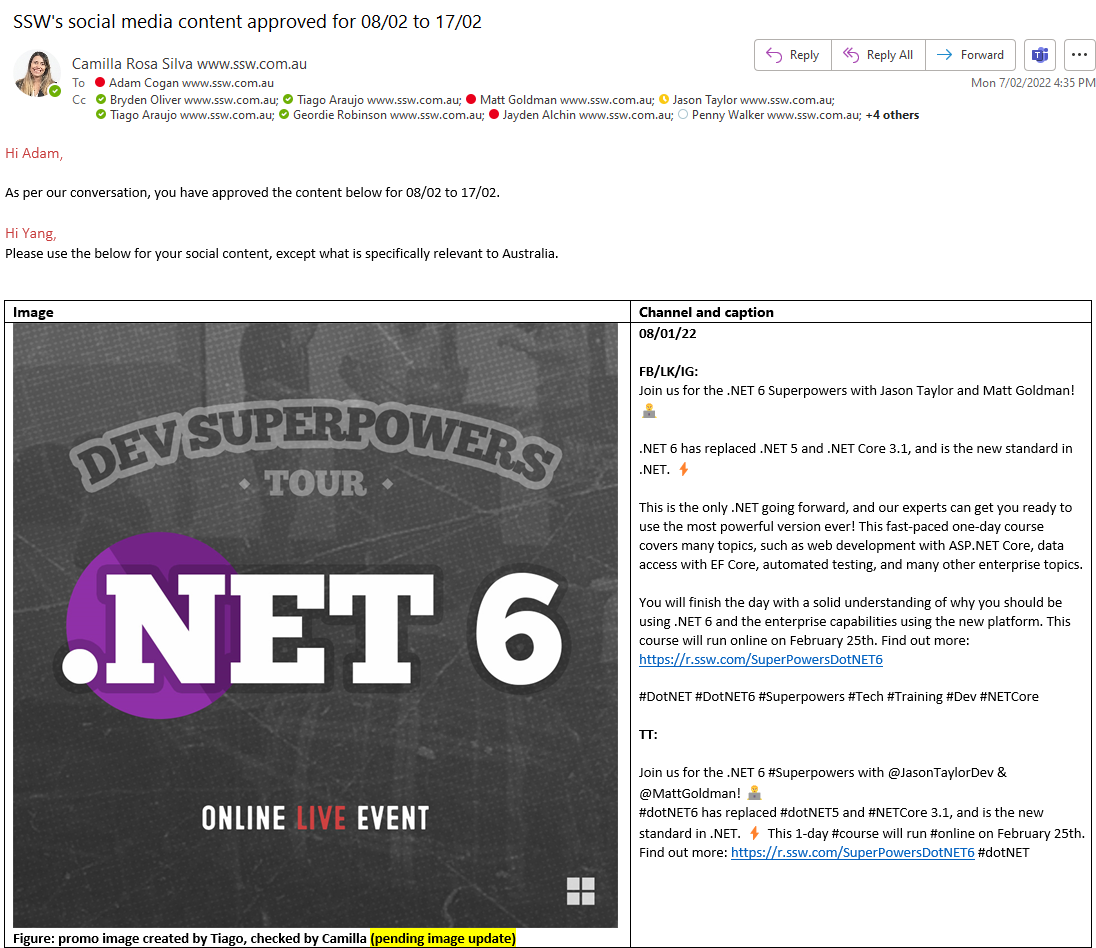 SSW's social media content approved for 08/02 to 17/02
Camilla Rosa Silva www.ssw.com.au
Reply
Reply All
Forward
To Adam Cogan www.ssw.com.au
Mon 7/02/2022 4:35 PM
Cc Bryden Oliver www.ssw.com.au; Tiago Araujo www.ssw.com.au; Matt Goldman www.ssw.com.au; Jason Taylor www.ssw.com.au;
Tiago Araujo www.ssw.com.au; Geordie Robinson www.ssw.com.au; Jayden Alchin www.ssw.com.au; Penny Walker www.ssw.com.au; +4 others
Hi Adam,
As per our conversation, you have approved the content below for 08/02 to 17/02.
Hi Yang,
Please use the below for your social content, except what is specifically relevant to Australia.
Image
DEV SUPERPOWERS
TOUR
.NET 6
ONLINE LIVE EVENT
Figure: promo image created by Tiago, checked by Camilla (pending image update)
Channel and caption
08/01/22
FB/LK/IG:
Join us for the .NET 6 Superpowers with Jason Taylor and Matt Goldman!
👨‍💻
.NET 6 has replaced .NET 5 and .NET Core 3.1, and is the new standard in
.NET. ⚡
This is the only .NET going forward, and our experts can get you ready to
use the most powerful version ever! This fast-paced one-day course
covers many topics, such as web development with ASP.NET Core, data
access with EF Core, automated testing, and many other enterprise topics.
You will finish the day with a solid understanding of why you should be
using .NET 6 and the enterprise capabilities using the new platform. This
course will run online on February 25th. Find out more:
https://r.ssw.com/SuperPowersDotNET6
#DotNET #DotNET6 #Superpowers #Tech #Training #Dev #NETCore
TT:
Join us for the .NET 6 #Superpowers with @JasonTaylorDev &
@MattGoldman! 👨‍💻
#dotNET6 has replaced #dotNET5 and #NETCore 3.1, and is the new
standard in .NET. ⚡ This 1-day #course will run #online on February 25th.
Find out more: https://r.ssw.com/SuperPowersDotNET6 #dotNET